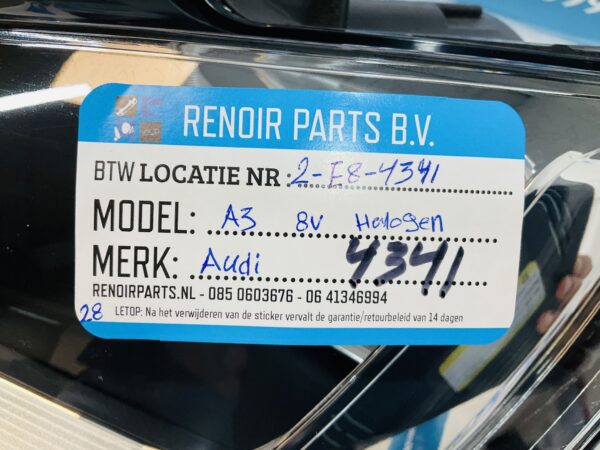 RENOIR PARTS B.V.
BTW LOCATIE NR : 2-E8-4341
MODEL: A3 8V Halogen
MERK: Audi 4341
RENOIRPARTS.NL - 085 0603676 - 06 41346994
28 LETOP: Na het verwijderen van de sticker vervalt de garantie/retourbeleid van 14 dagen